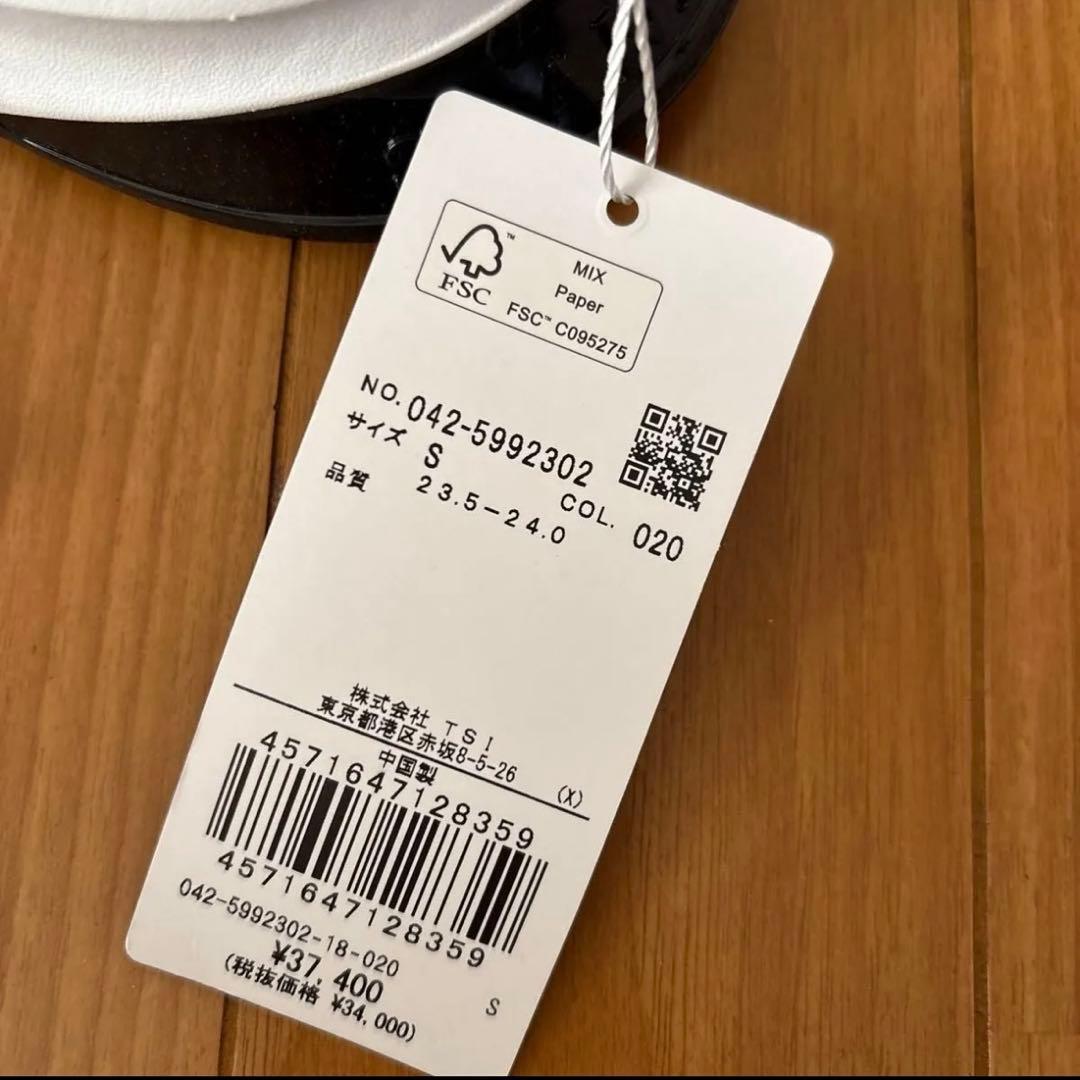 FSC™
MIX
Paper
FSC™ C095275
NO. 042-5992302
サイズ S COL. 020
品質 23.5-24.0
株式会社 TSI
東京都港区赤坂8-5-26
中国製 (X)
4571647128359
4571647128359
042-5992302-18-020
¥37,400 S
(税抜価格 ¥34,000)